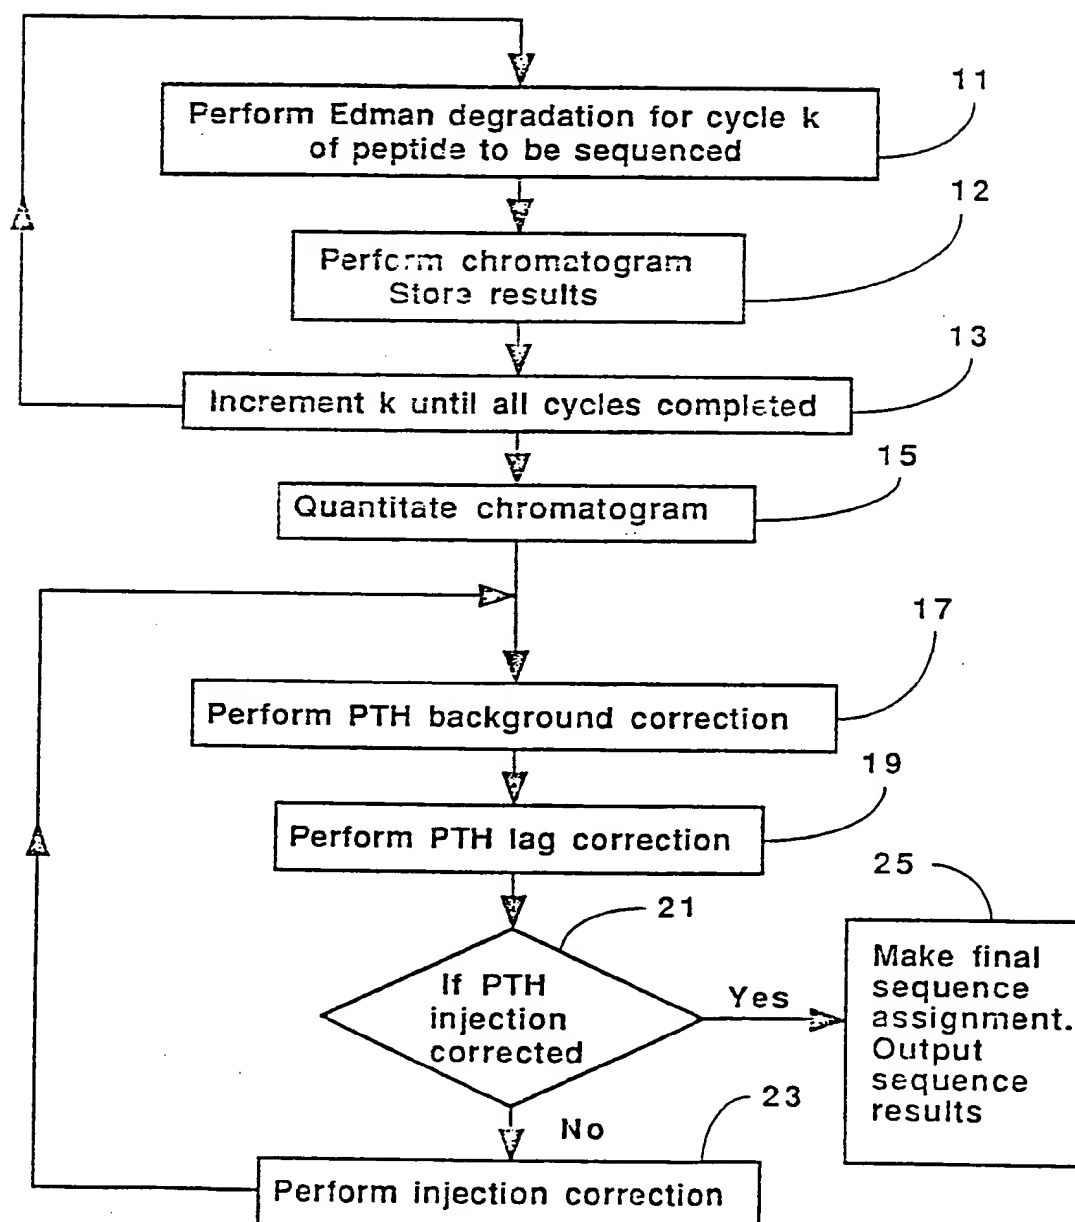 11
Perform Edman degradation for cycle k
of peptide to be sequenced
12
Perform chromatogram
Store results
13
Increment k until all cycles completed
15
Quantitate chromatogram
17
Perform PTH background correction
19
Perform PTH lag correction
21
If PTH
injection
corrected
Yes
25
Make final
sequence
assignment.
Output
sequence
results
No
23
Perform injection correction